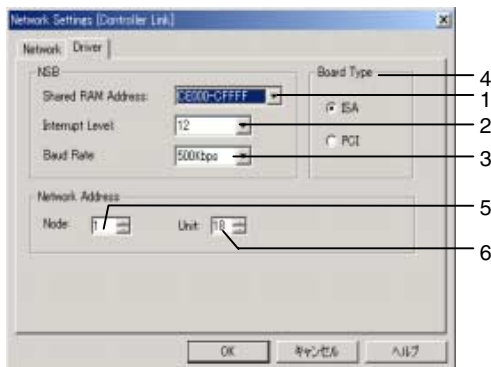 Network Settings [Controller Link]
Network Driver
NSB
Board Type
Shared RAM Address: CE000-CFFFF
Interrupt Level: 12
Baud Rate 500Kbps
ISA
PCI
Network Address
Node: 1 Unit: 18
OK キャンセル ヘルプ
4
1
2
3
5
6